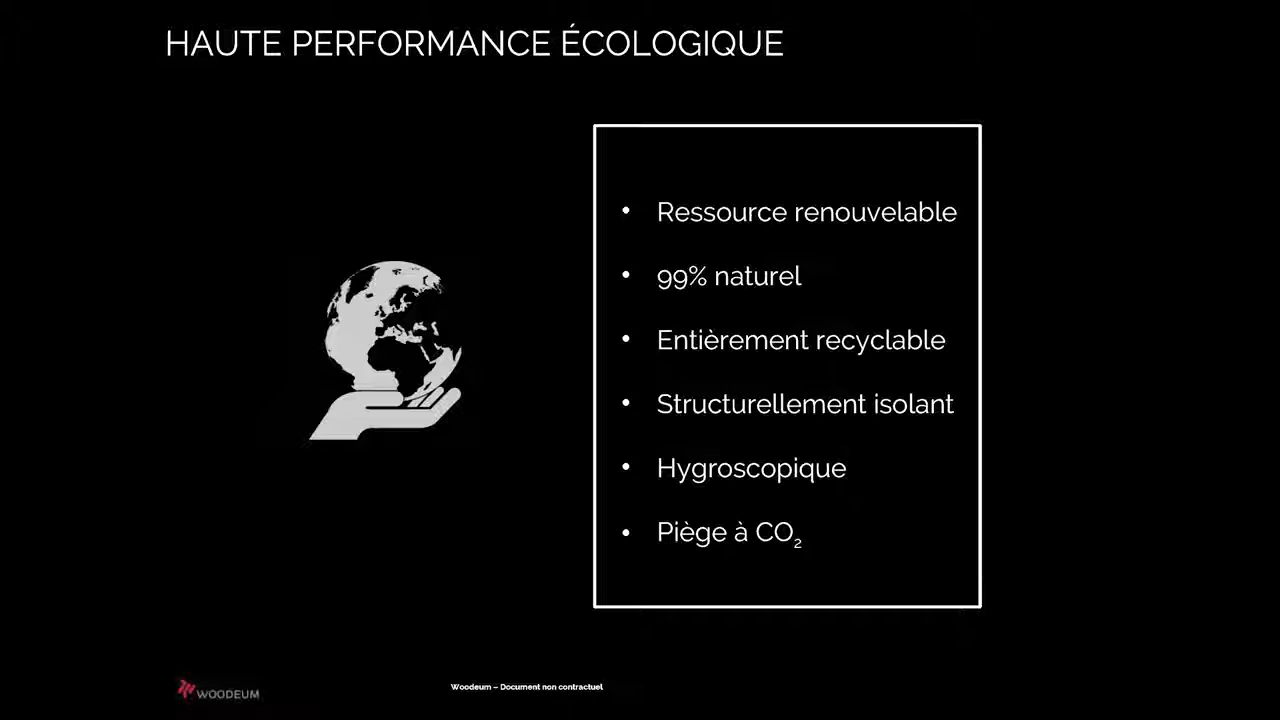 HAUTE PERFORMANCE ÉCOLOGIQUE
• Ressource renouvelable
• 99% naturel
• Entièrement recyclable
• Structurellement isolant
• Hygroscopique
• Piège à CO₂
WOODEUM
Woodeum – Document non contractuel